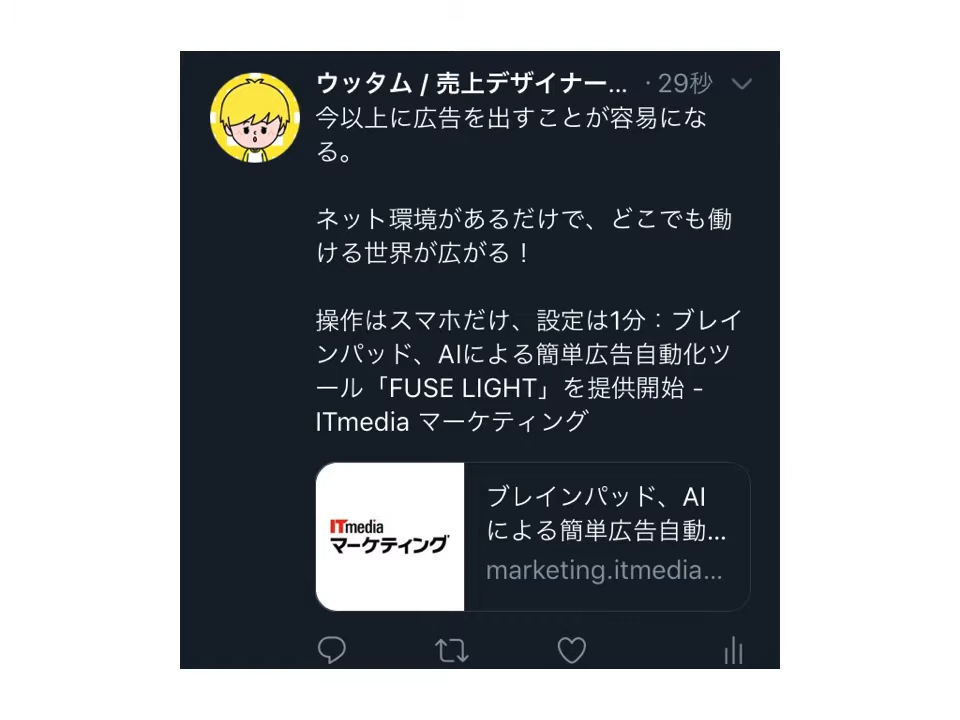 ウッタム / 売上デザイナー... · 29秒
今以上に広告を出すことが容易にな
る。
ネット環境があるだけで、どこでも働
ける世界が広がる！
操作はスマホだけ、設定は1分：ブレイ
ンパッド、AIによる簡単広告自動化ツ
ール「FUSE LIGHT」を提供開始 -
ITmedia マーケティング
ITmedia
マーケティング
ブレインパッド、AI
による簡単広告自動...
marketing.itmedia...